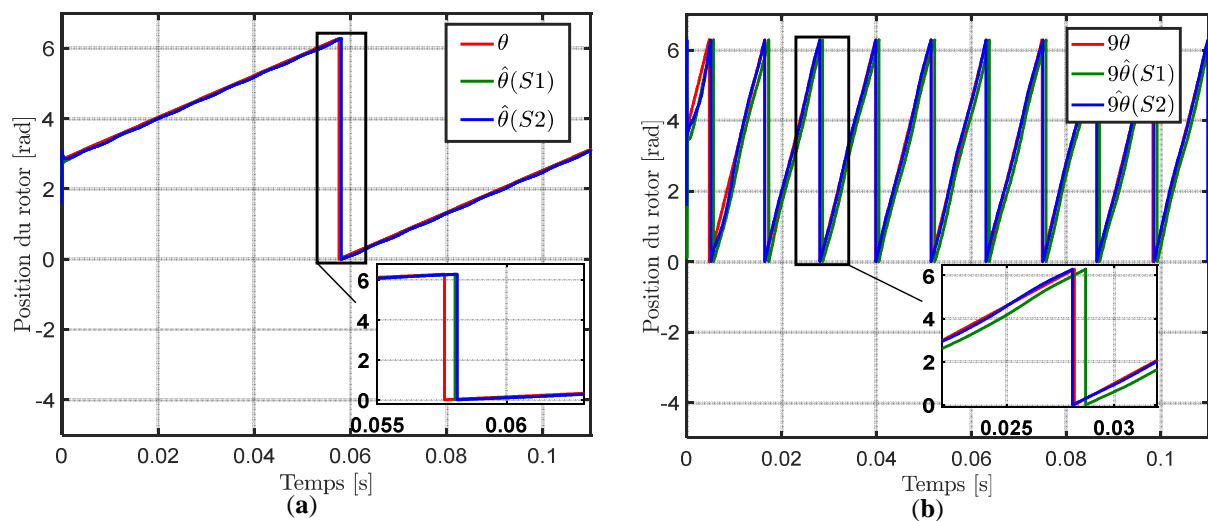 Position du rotor [rad]
6
4
2
0
-2
-4
θ
θ̂(S1)
θ̂(S2)
6
4
2
0
0.055 0.06
0 0.02 0.04 0.06 0.08 0.1
Temps [s]
(a)
Position du rotor [rad]
6
4
2
0
-2
-4
9θ
9θ̂(S1)
9θ̂(S2)
6
4
2
0
0.025 0.03
0 0.02 0.04 0.06 0.08 0.1
Temps [s]
(b)